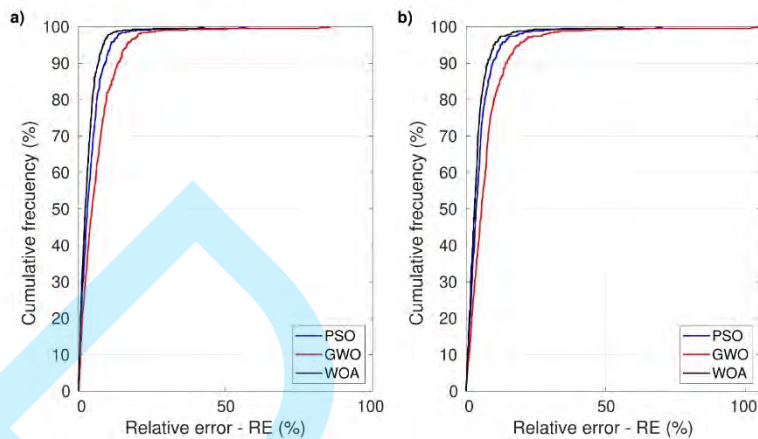 a)
100
90
80
70
60
50
40
30
20
10
0
Cumulative frecuency (%)
PSO
GWO
WOA
0 50 100
Relative error - RE (%)
b)
100
90
80
70
60
50
40
30
20
10
0
Cumulative frecuency (%)
PSO
GWO
WOA
0 50 100
Relative error - RE (%)